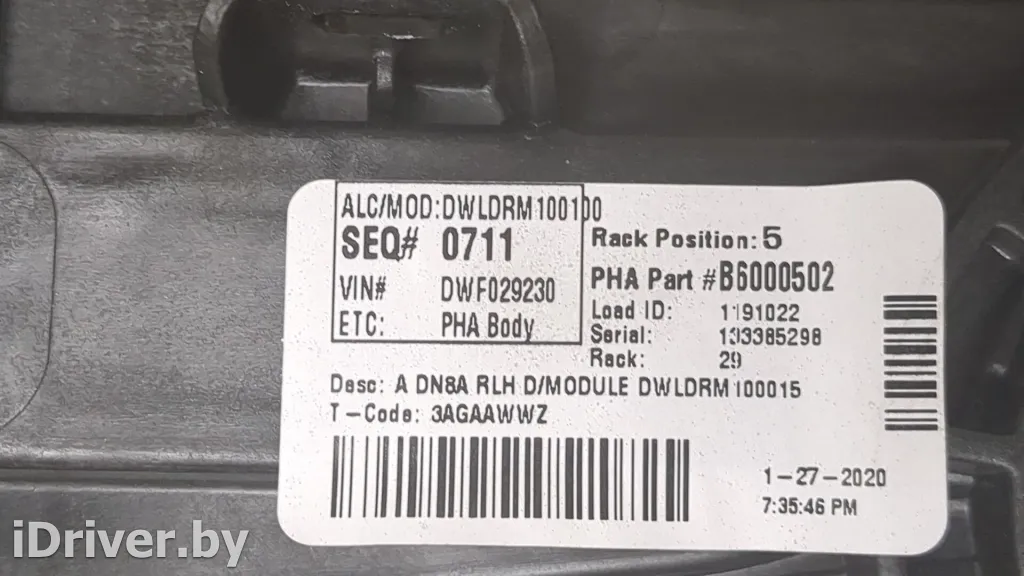 ALC/MOD:DWLDRM100100
SEQ# 0711
VIN# DWF029230
ETC: PHA Body
Rack Position: 5
PHA Part #B6000502
Load ID: 1191022
Serial: 133385298
Rack: 29
Desc: A DN8A RLH D/MODULE DWLDRM100015
T-Code: 3AGAAWWZ
1-27-2020
7:35:46 PM
iDriver.by